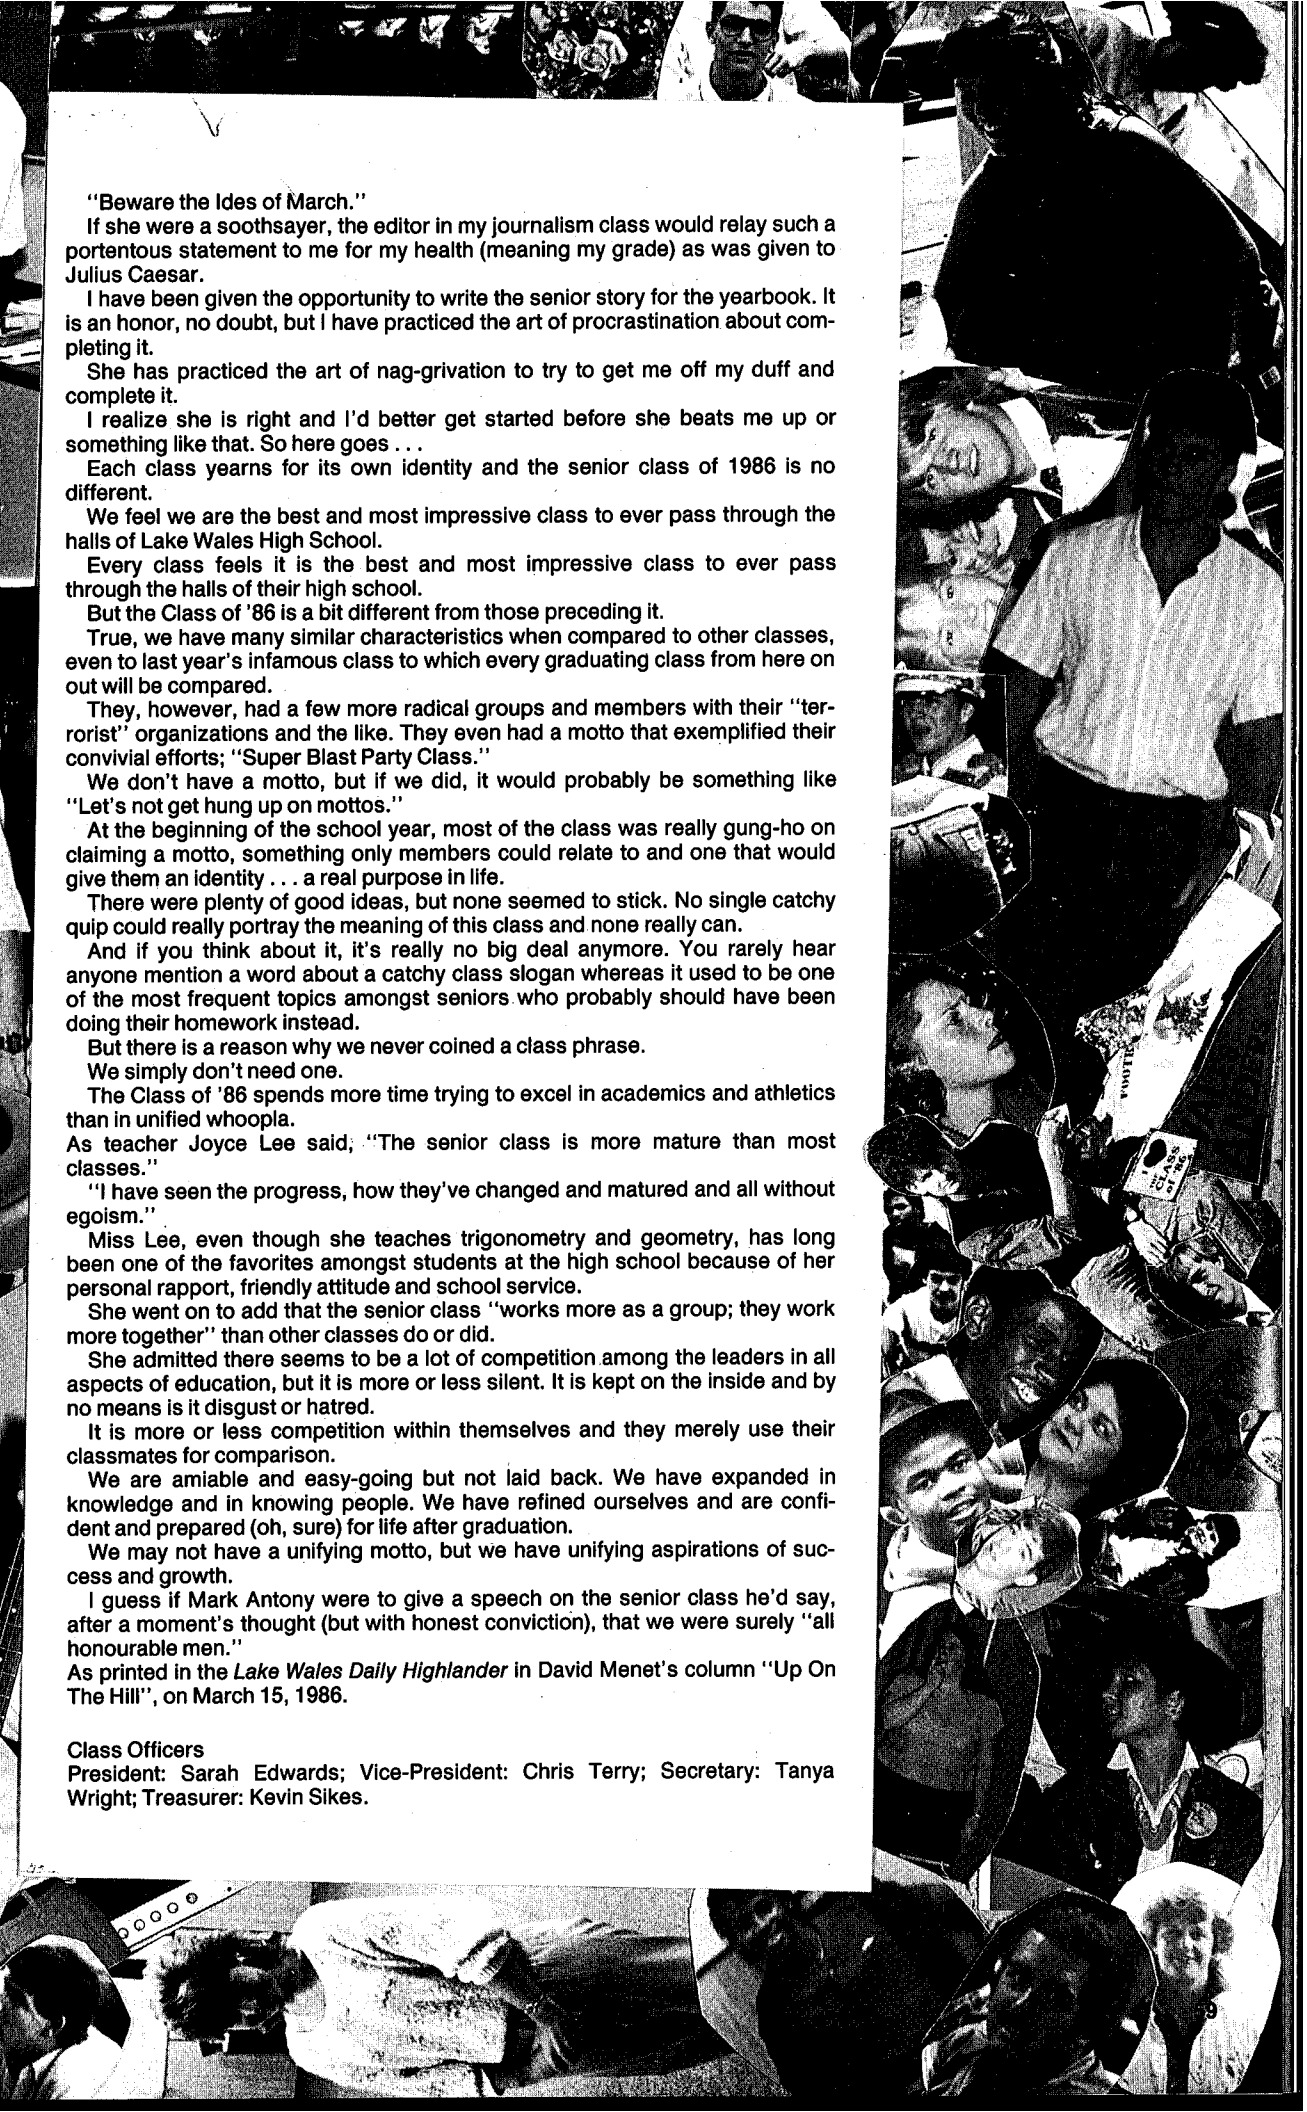 "Beware the Ides of March."
If she were a soothsayer, the editor in my journalism class would relay such a
portentous statement to me for my health (meaning my grade) as was given to
Julius Caesar.
I have been given the opportunity to write the senior story for the yearbook. It
is an honor, no doubt, but I have practiced the art of procrastination about com-
pleting it.
She has practiced the art of nag-grivation to try to get me off my duff and
complete it.
I realize she is right and I'd better get started before she beats me up or
something like that. So here goes . . .
Each class yearns for its own identity and the senior class of 1986 is no
different.
We feel we are the best and most impressive class to ever pass through the
halls of Lake Wales High School.
Every class feels it is the best and most impressive class to ever pass
through the halls of their high school.
But the Class of '86 is a bit different from those preceding it.
True, we have many similar characteristics when compared to other classes,
even to last year's infamous class to which every graduating class from here on
out will be compared.
They, however, had a few more radical groups and members with their "ter-
rorist" organizations and the like. They even had a motto that exemplified their
convivial efforts; "Super Blast Party Class."
We don't have a motto, but if we did, it would probably be something like
"Let's not get hung up on mottos."
At the beginning of the school year, most of the class was really gung-ho on
claiming a motto, something only members could relate to and one that would
give them an identity . . . a real purpose in life.
There were plenty of good ideas, but none seemed to stick. No single catchy
quip could really portray the meaning of this class and none really can.
And if you think about it, it's really no big deal anymore. You rarely hear
anyone mention a word about a catchy class slogan whereas it used to be one
of the most frequent topics amongst seniors who probably should have been
doing their homework instead.
But there is a reason why we never coined a class phrase.
We simply don't need one.
The Class of '86 spends more time trying to excel in academics and athletics
than in unified whoopla.
As teacher Joyce Lee said, "The senior class is more mature than most
classes."
"I have seen the progress, how they've changed and matured and all without
egoism."
Miss Lee, even though she teaches trigonometry and geometry, has long
been one of the favorites amongst students at the high school because of her
personal rapport, friendly attitude and school service.
She went on to add that the senior class "works more as a group; they work
more together" than other classes do or did.
She admitted there seems to be a lot of competition among the leaders in all
aspects of education, but it is more or less silent. It is kept on the inside and by
no means is it disgust or hatred.
It is more or less competition within themselves and they merely use their
classmates for comparison.
We are amiable and easy-going but not laid back. We have expanded in
knowledge and in knowing people. We have refined ourselves and are confi-
dent and prepared (oh, sure) for life after graduation.
We may not have a unifying motto, but we have unifying aspirations of suc-
cess and growth.
I guess if Mark Antony were to give a speech on the senior class he'd say,
after a moment's thought (but with honest conviction), that we were surely "all
honourable men."
As printed in the Lake Wales Daily Highlander in David Menet's column "Up On
The Hill", on March 15, 1986.
Class Officers
President: Sarah Edwards; Vice-President: Chris Terry; Secretary: Tanya
Wright; Treasurer: Kevin Sikes.
I
CLASS
OF '86
9